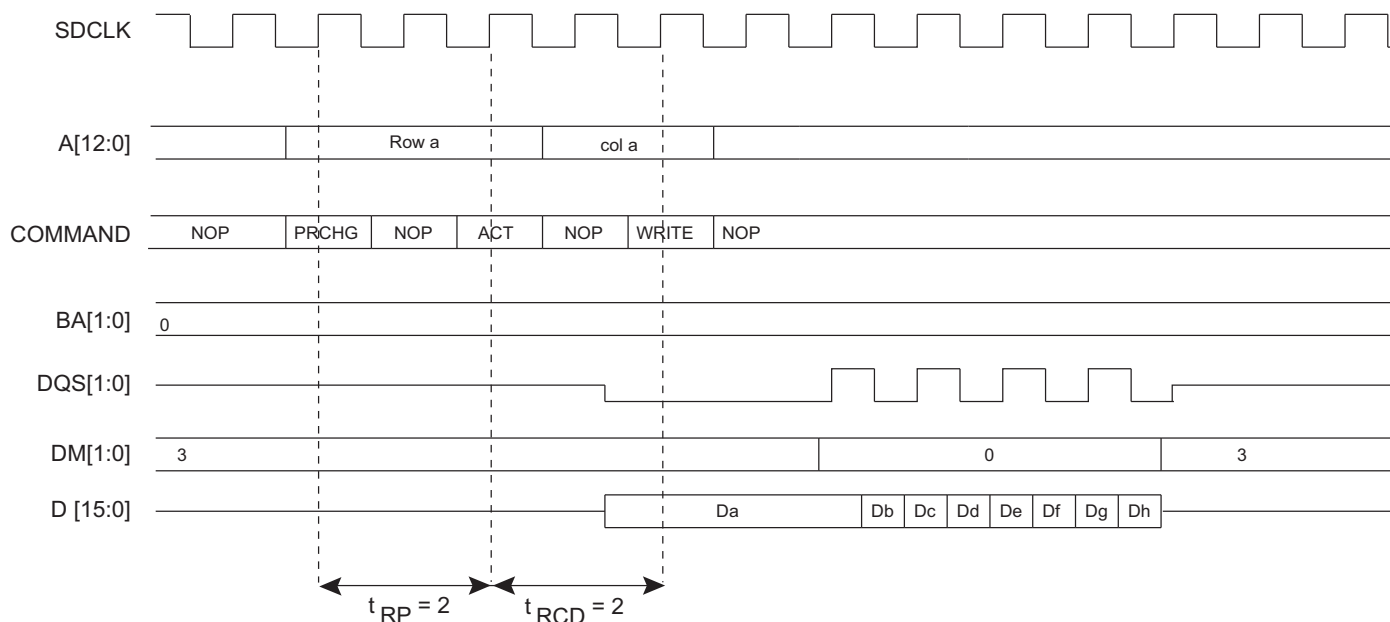 SDCLK
A[12:0] Row a col a
COMMAND NOP PRCHG NOP ACT NOP WRITE NOP
BA[1:0] 0
DQS[1:0]
DM[1:0] 3 0 3
D [15:0] Da Db Dc Dd De Df Dg Dh
t RP = 2 t RCD = 2